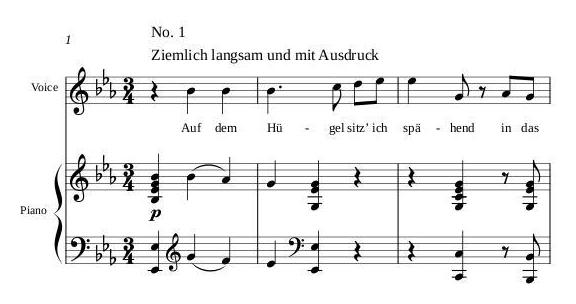 No. 1
1
Ziemlich langsam und mit Ausdruck
Voice
Auf dem Hü - gel sitz' ich spä - hend in das
p
Piano